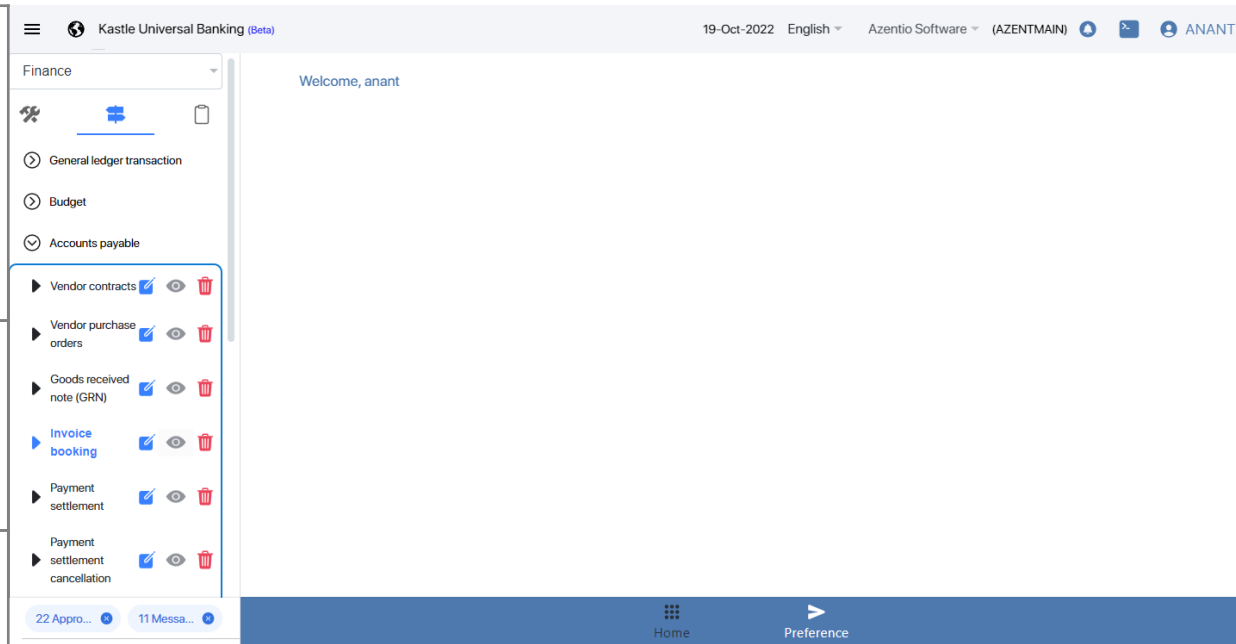 Kastle Universal Banking (Beta)
19-Oct-2022 English Azentio Software (AZENTMAIN) ANANT
Finance
Welcome, anant
General ledger transaction
Budget
Accounts payable
Vendor contracts
Vendor purchase
orders
Goods received
note (GRN)
Invoice
booking
Payment
settlement
Payment
settlement
cancellation
22 Appro... 11 Messa...
Home Preference